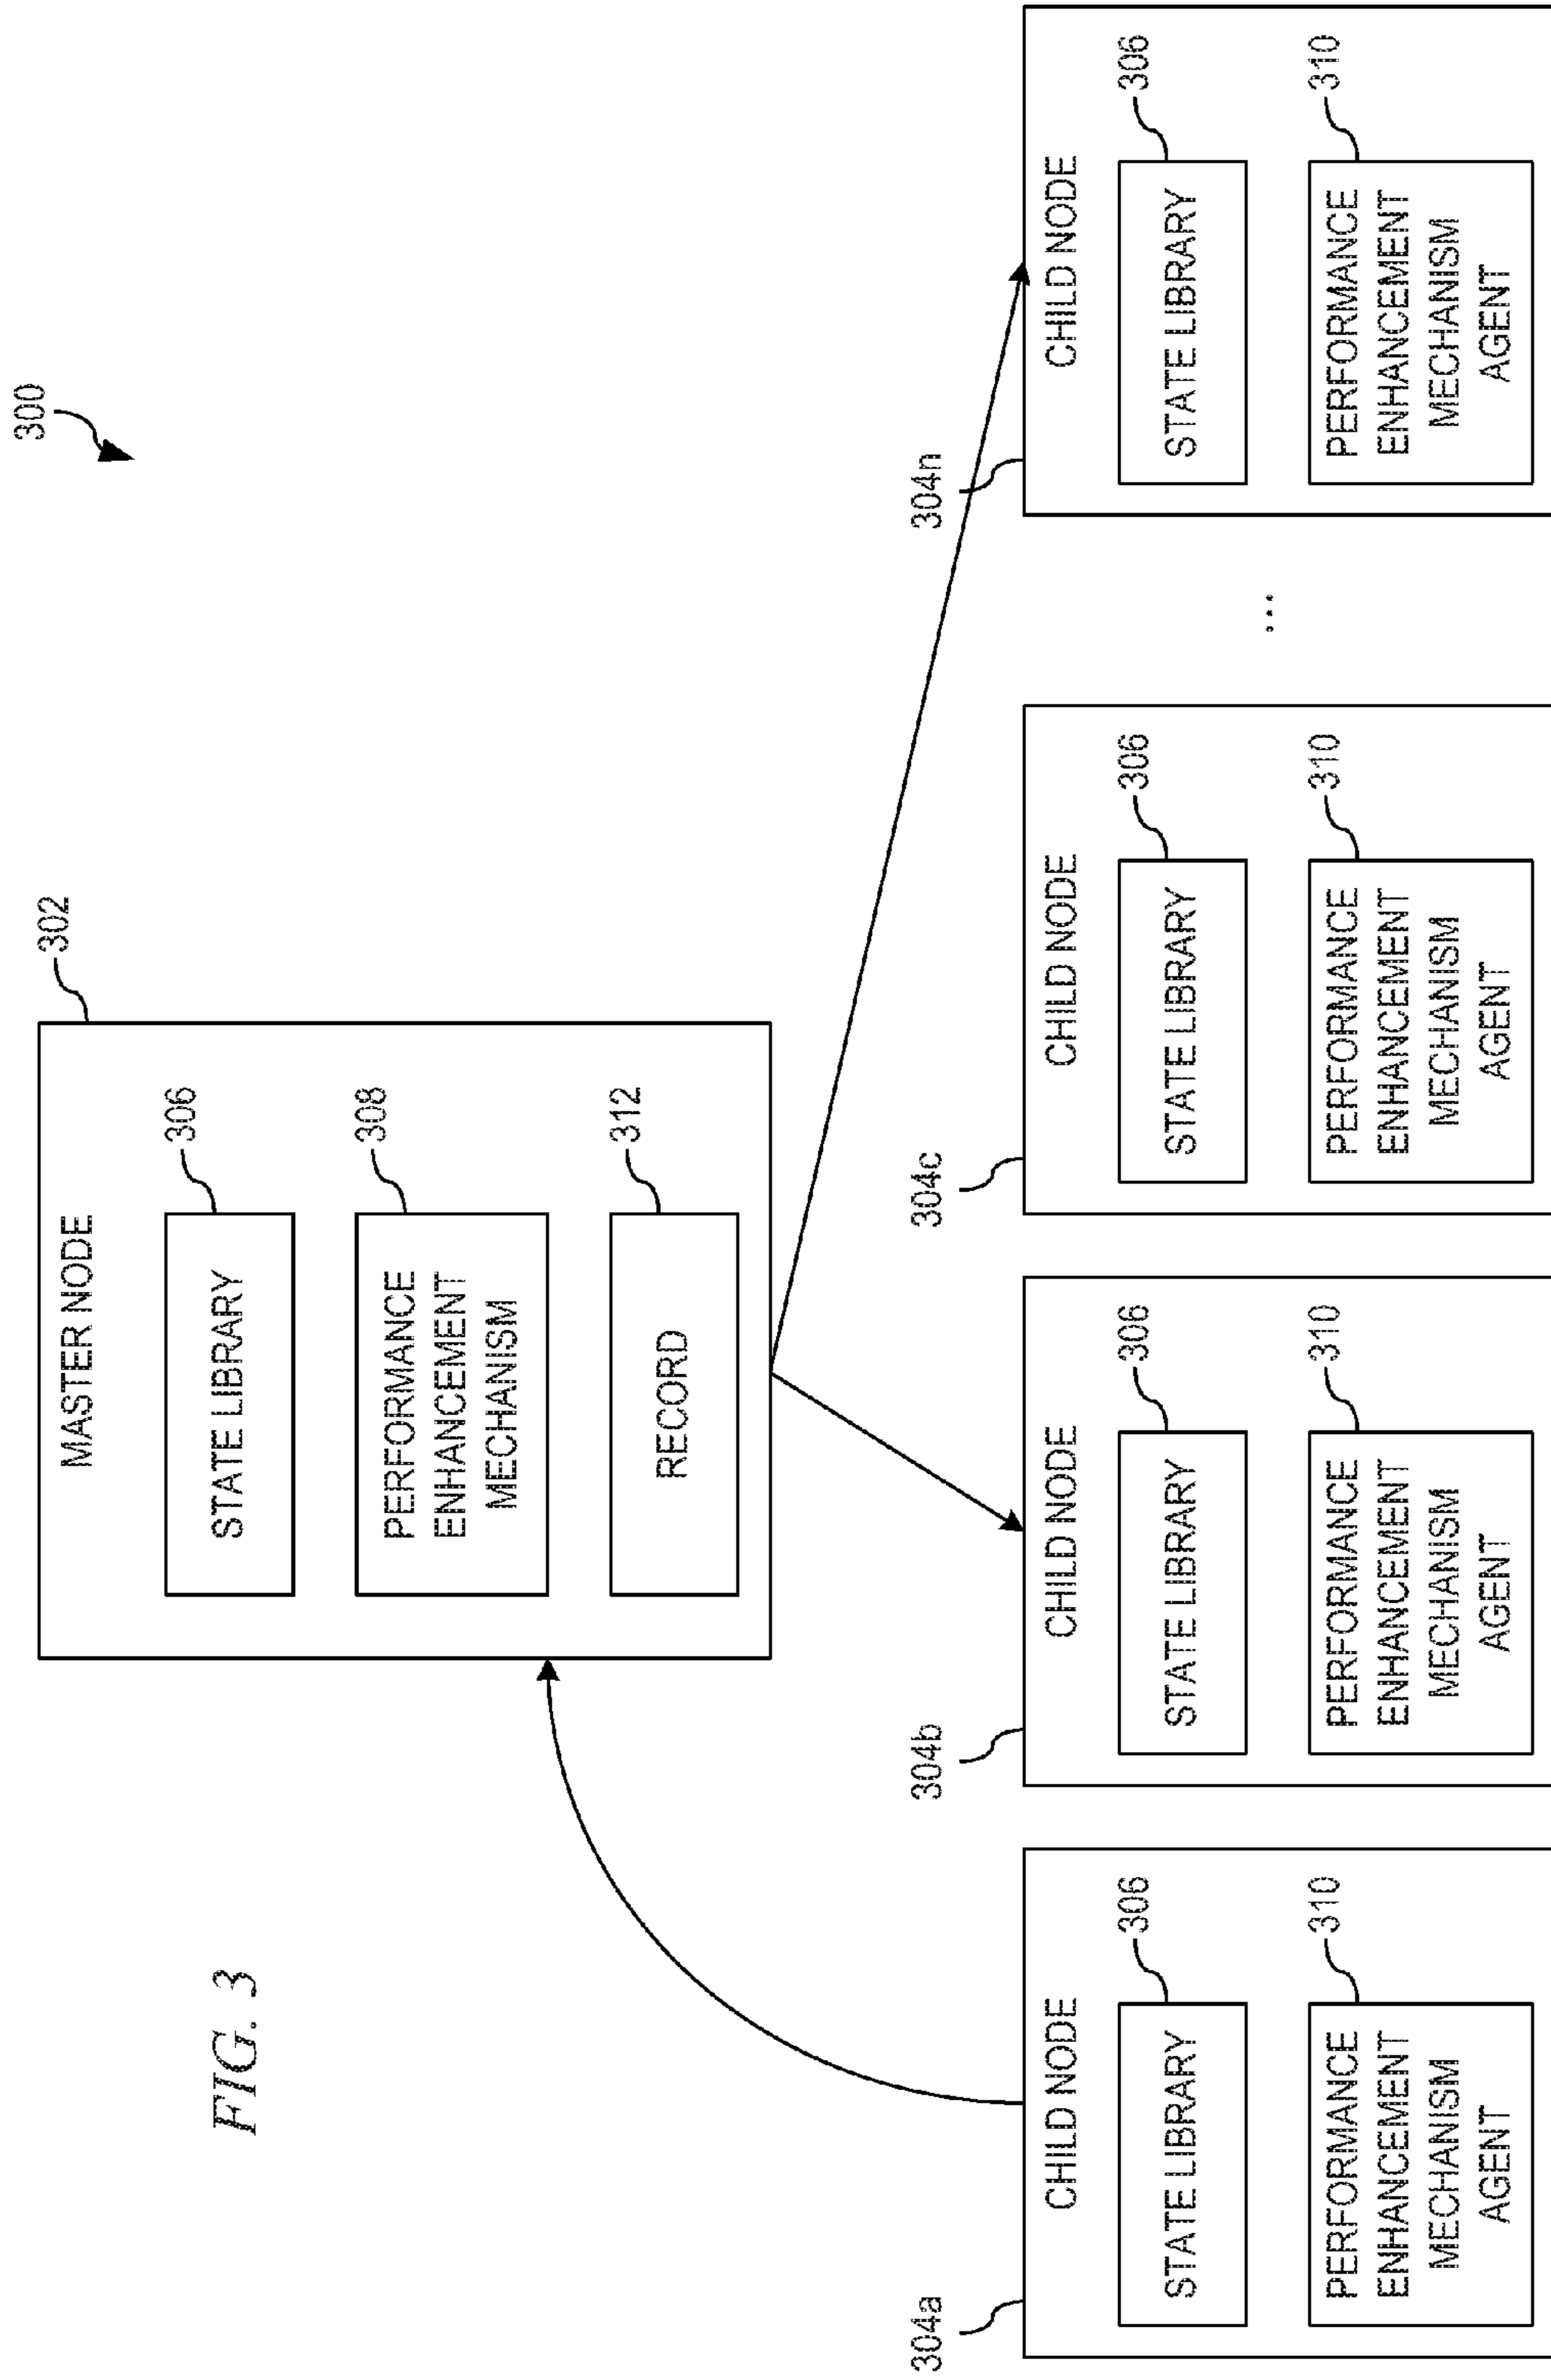 FIG. 3
300
302
MASTER NODE
STATE LIBRARY
306
PERFORMANCE
ENHANCEMENT
MECHANISM
308
RECORD
312
304a
CHILD NODE
STATE LIBRARY
306
PERFORMANCE
ENHANCEMENT
MECHANISM
AGENT
310
304b
CHILD NODE
STATE LIBRARY
306
PERFORMANCE
ENHANCEMENT
MECHANISM
AGENT
310
304c
CHILD NODE
STATE LIBRARY
306
PERFORMANCE
ENHANCEMENT
MECHANISM
AGENT
310
...
304n
CHILD NODE
STATE LIBRARY
306
PERFORMANCE
ENHANCEMENT
MECHANISM
AGENT
310